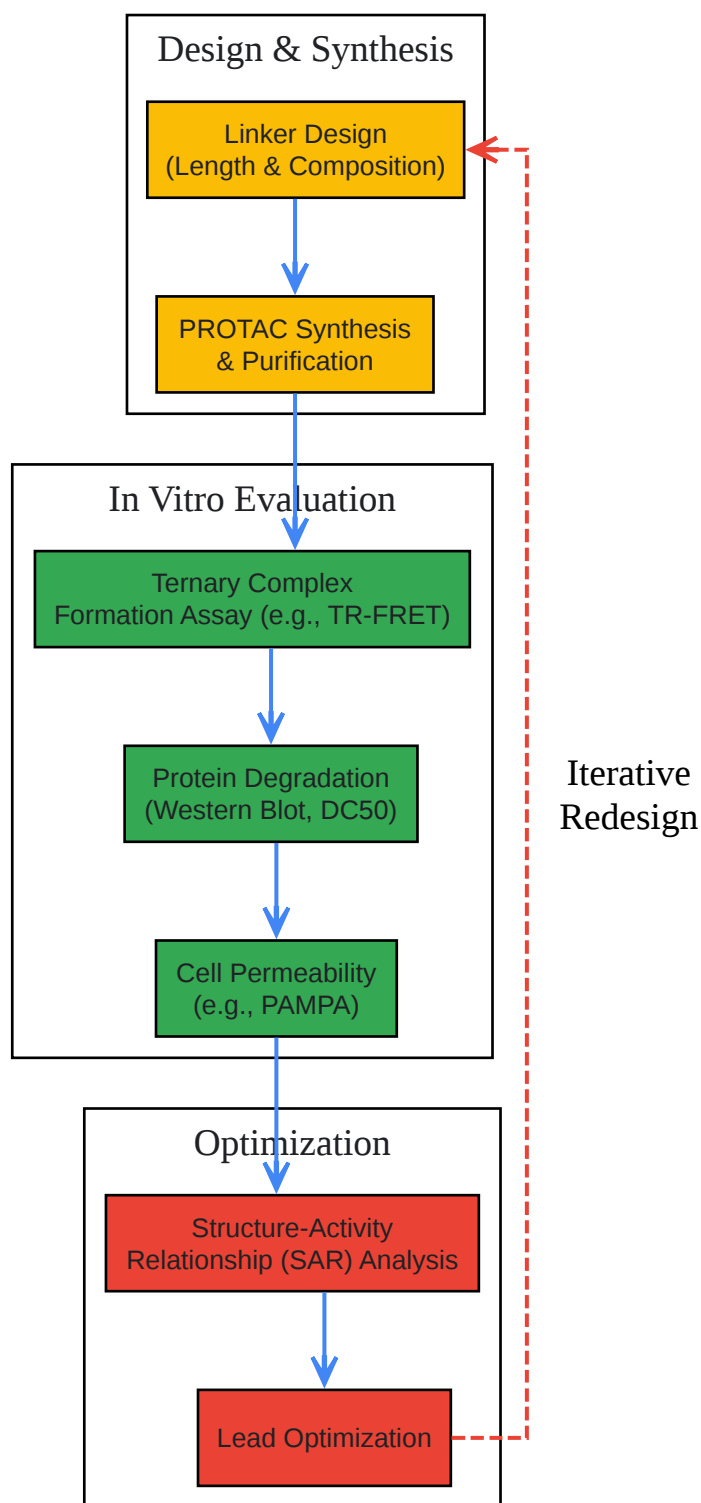 Design & Synthesis
Linker Design
(Length & Composition)
PROTAC Synthesis
& Purification
In Vitro Evaluation
Ternary Complex
Formation Assay (e.g., TR-FRET)
Protein Degradation
(Western Blot, DC50)
Iterative
Redesign
Cell Permeability
(e.g., PAMPA)
Optimization
Structure-Activity
Relationship (SAR) Analysis
Lead Optimization